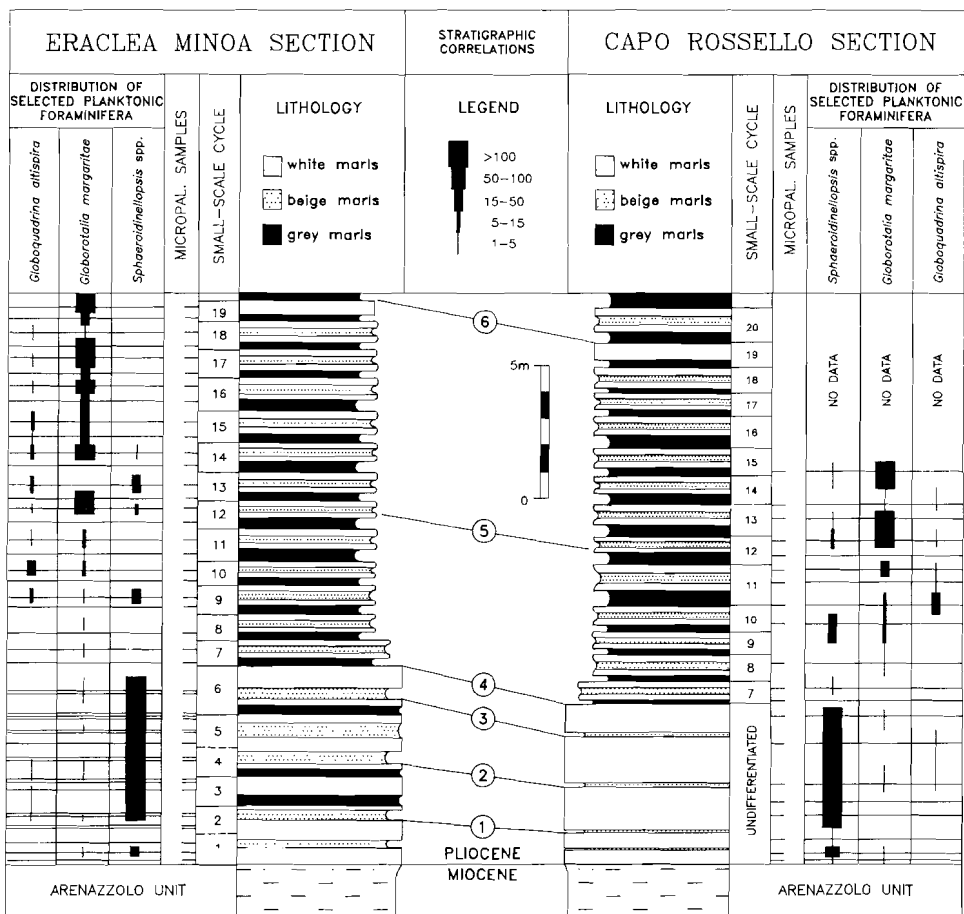 ERACLEA MINOA SECTION
STRATIGRAPHIC
CORRELATIONS
CAPO ROSSELLO SECTION
DISTRIBUTION OF
SELECTED PLANKTONIC
FORAMINIFERA
Globoquadrina altispira
Globorotalia margaritae
Sphaeroidinellopsis spp.
MICROPAL. SAMPLES
SMALL-SCALE CYCLE
LITHOLOGY
white marls
beige marls
grey marls
LEGEND
>100
50-100
15-50
5-15
1-5
LITHOLOGY
white marls
beige marls
grey marls
SMALL-SCALE CYCLE
MICROPAL. SAMPLES
DISTRIBUTION OF
SELECTED PLANKTONIC
FORAMINIFERA
Sphaeroidinellopsis spp.
Globorotalia margaritae
Globoquadrina altispira
19
18
17
16
15
14
13
12
11
10
9
8
7
6
5
4
3
2
1
6
5m
0
5
4
3
2
1
PLIOCENE
MIOCENE
20
19
18
17
16
15
14
13
12
11
10
9
8
7
UNDIFFERENTIATED
NO DATA
NO DATA
NO DATA
ARENAZZOLO UNIT
ARENAZZOLO UNIT